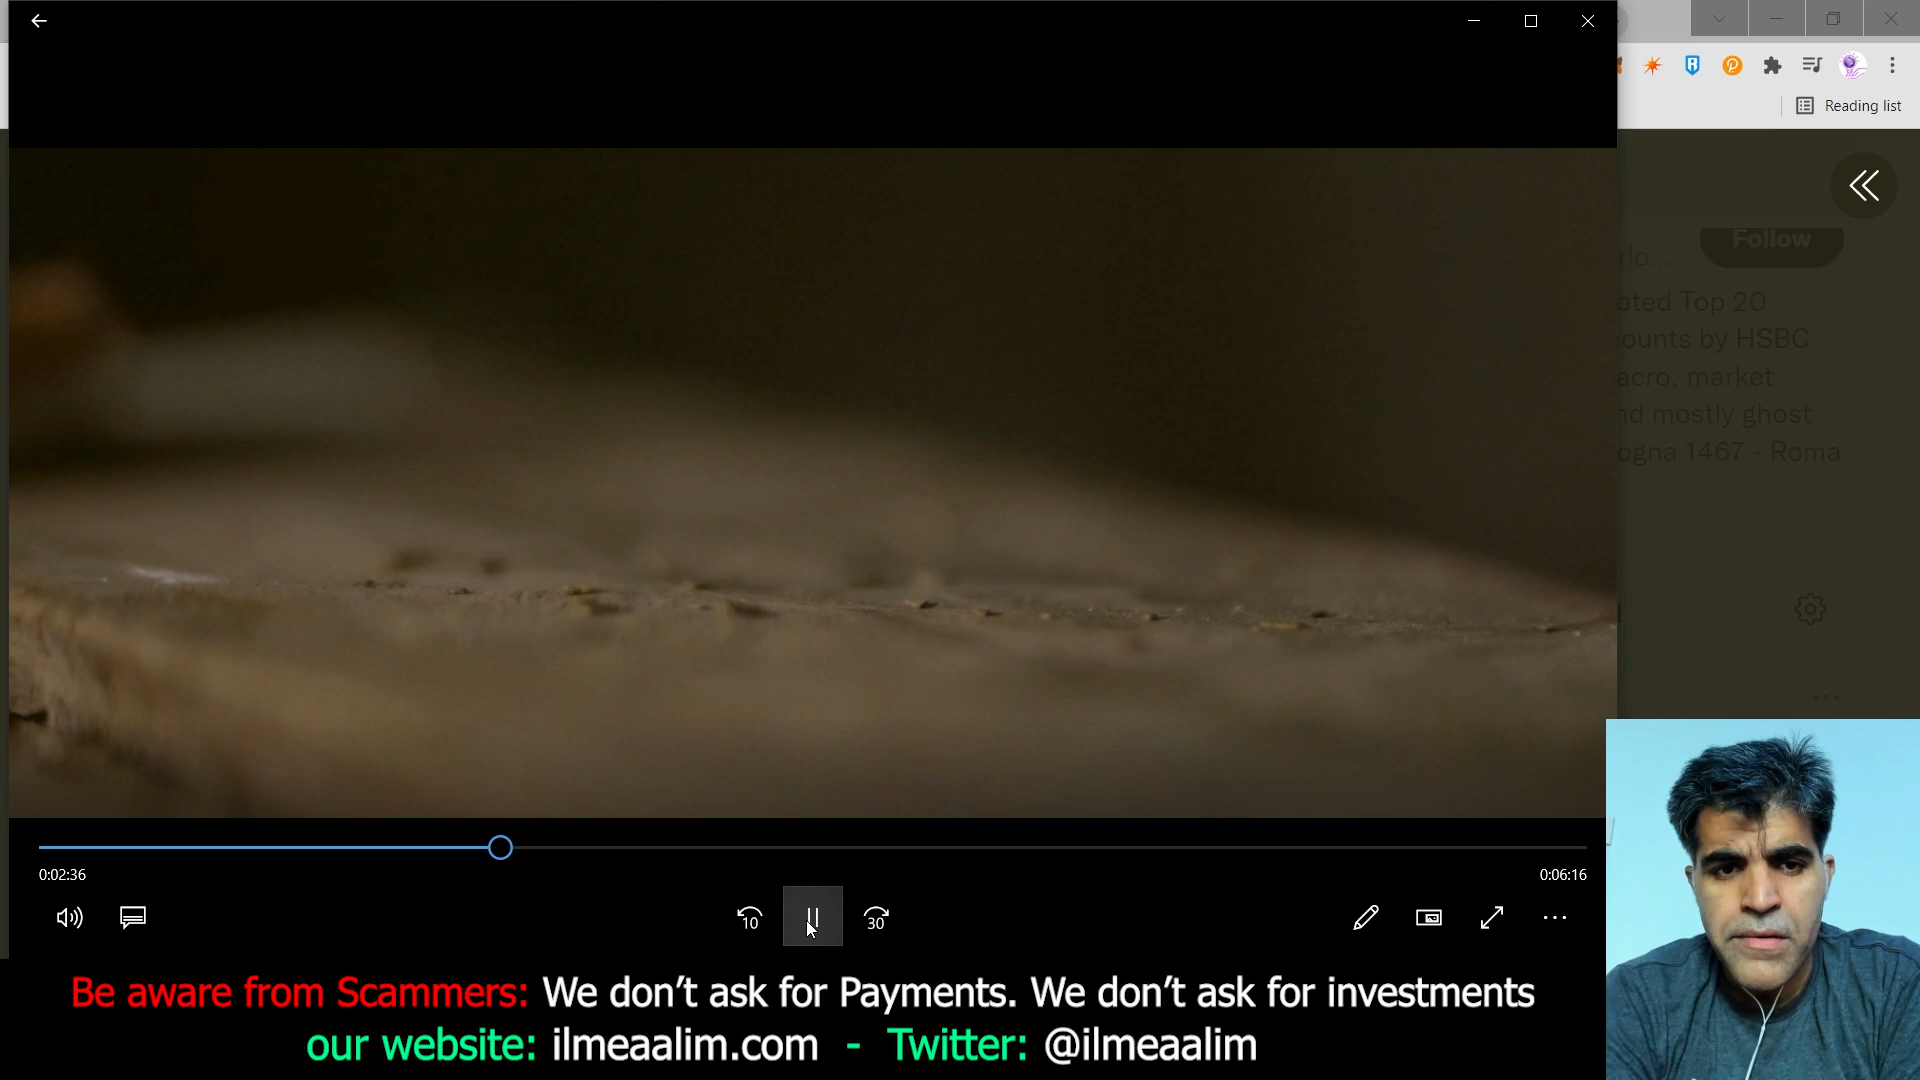 Reading list
Follow
rlo...
oted Top 20
counts by HSBC
acro, market
nd mostly ghost
ogna 1467 - Roma
0:02:36
0:06:16
10
30
Be aware from Scammers: We don't ask for Payments. We don't ask for investments
our website: ilmeaalim.com - Twitter: @ilmeaalim